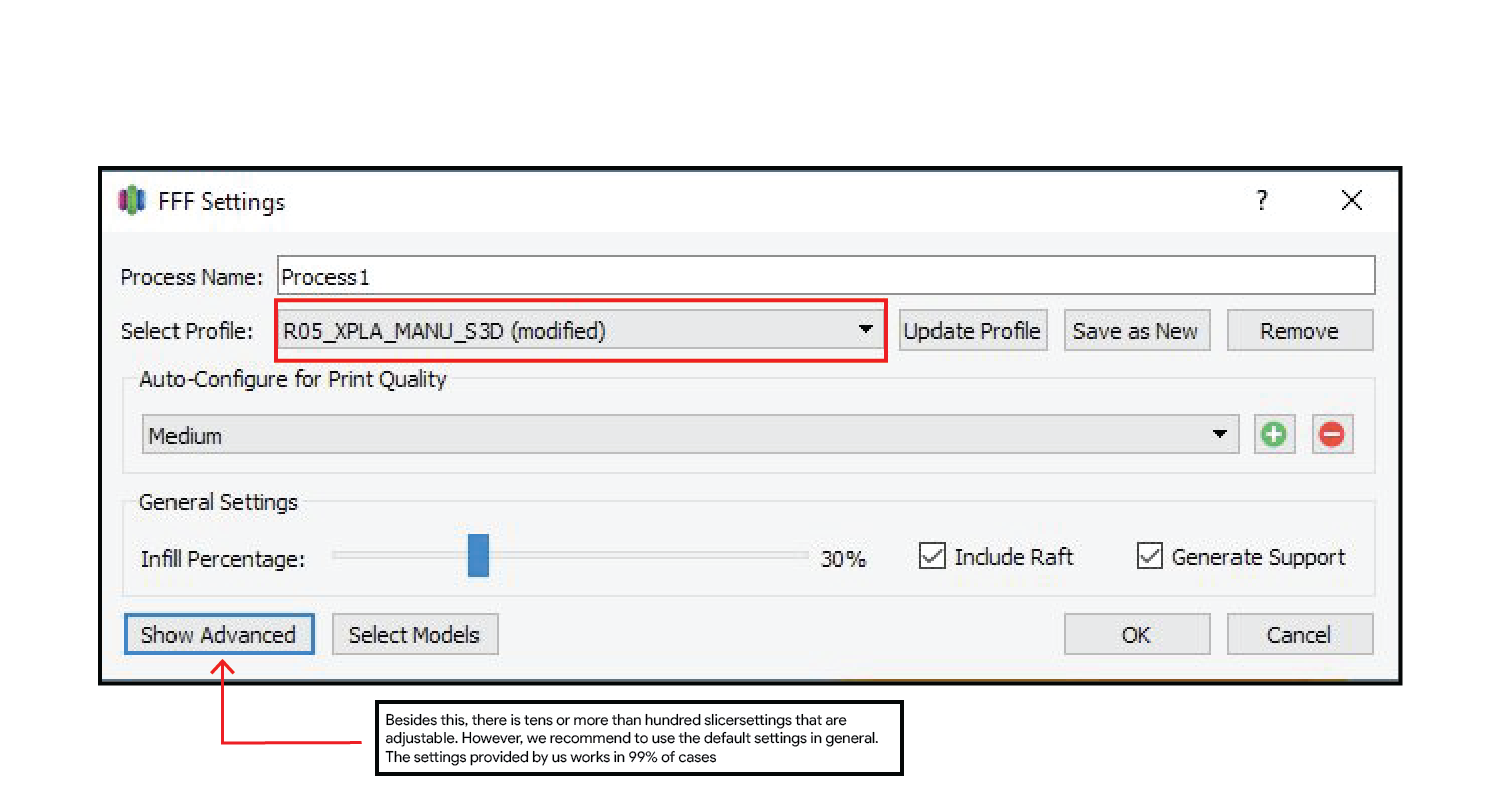 FFF Settings ?
Process Name: Process1
Select Profile: R05_XPLA_MANU_S3D (modified) Update Profile Save as New Remove
Auto-Configure for Print Quality
Medium
General Settings
Infill Percentage: 30% Include Raft Generate Support
Show Advanced Select Models OK Cancel
Besides this, there is tens or more than hundred slicersettings that are
adjustable. However, we recommend to use the default settings in general.
The settings provided by us works in 99% of cases